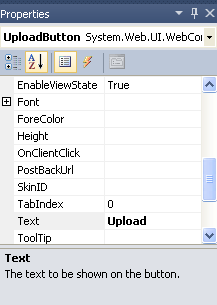 Properties
UploadButton System.Web.UI.WebCo
EnableViewState True
Font
ForeColor
Height
OnClientClick
PostBackUrl
SkinID
TabIndex 0
Text Upload
ToolTip
Text
The text to be shown on the button.